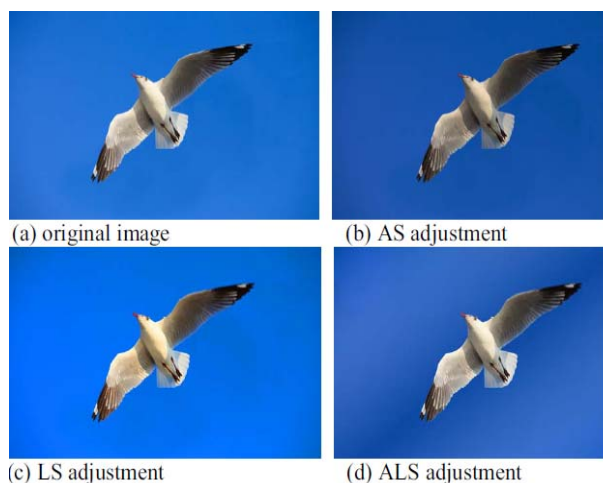 (a) original image
(b) AS adjustment
(c) LS adjustment
(d) ALS adjustment